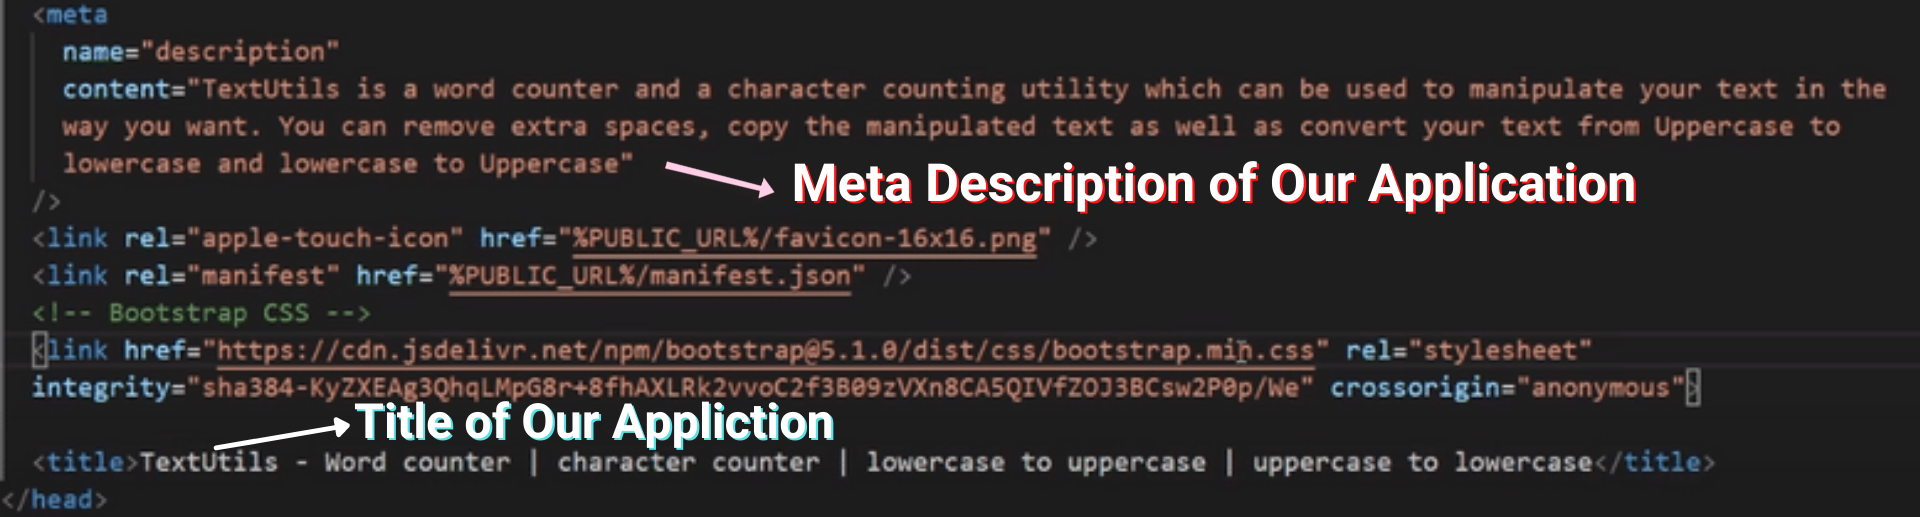 <meta
name="description"
content="TextUtils is a word counter and a character counting utility which can be used to manipulate your text in the
way you want. You can remove extra spaces, copy the manipulated text as well as convert your text from Uppercase to
lowercase and lowercase to Uppercase"
Meta Description of Our Application
/>
<link rel="apple-touch-icon" href="%PUBLIC_URL%/favicon-16x16.png" />
<link rel="manifest" href="%PUBLIC_URL%/manifest.json" />
<!-- Bootstrap CSS -->
<link href="https://cdn.jsdelivr.net/npm/bootstrap@5.1.0/dist/css/bootstrap.min.css" rel="stylesheet"
integrity="sha384-KyZXEAg3QhqLMpG8r+8fhAXLRk2vvoC2f3B09zVXn8CA5QIVfZOJ3BCsw2P0p/We" crossorigin="anonymous">
Title of Our Appliction
<title>TextUtils - Word counter | character counter | lowercase to uppercase | uppercase to lowercase</title>
</head>